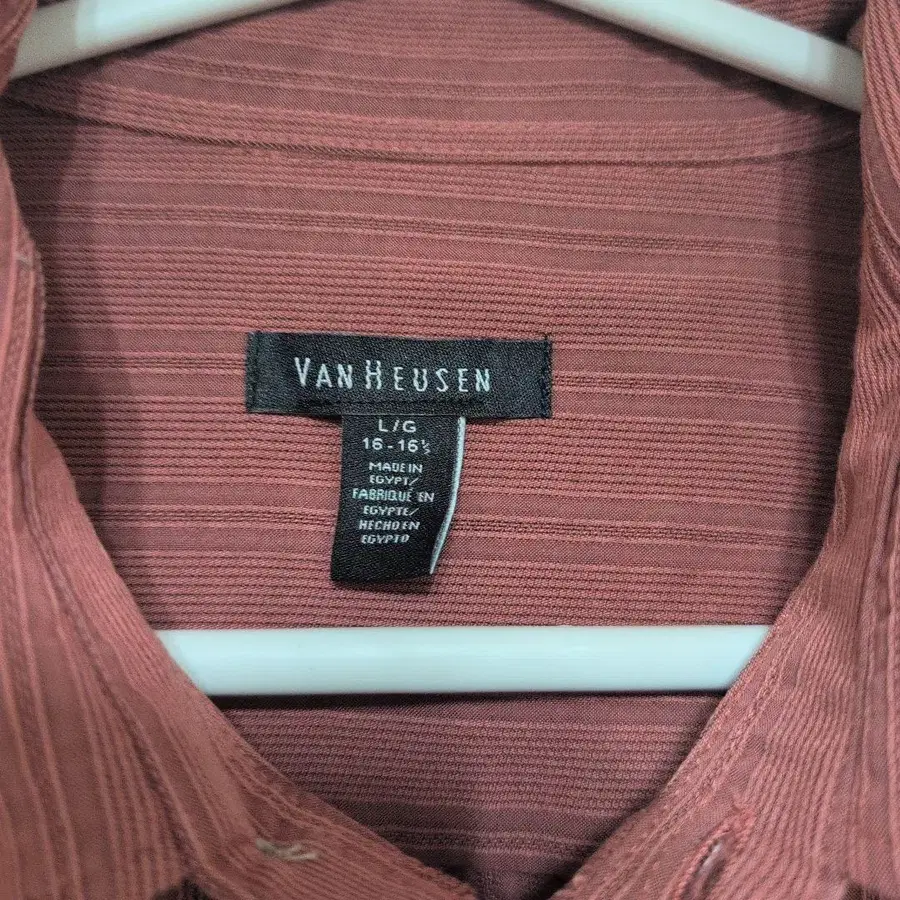 VAN HEUSEN
L/G
16-16½
MADE IN
EGYPT/
FABRIQUÉ EN
EGYPTE/
HECHO EN
EGYPTO